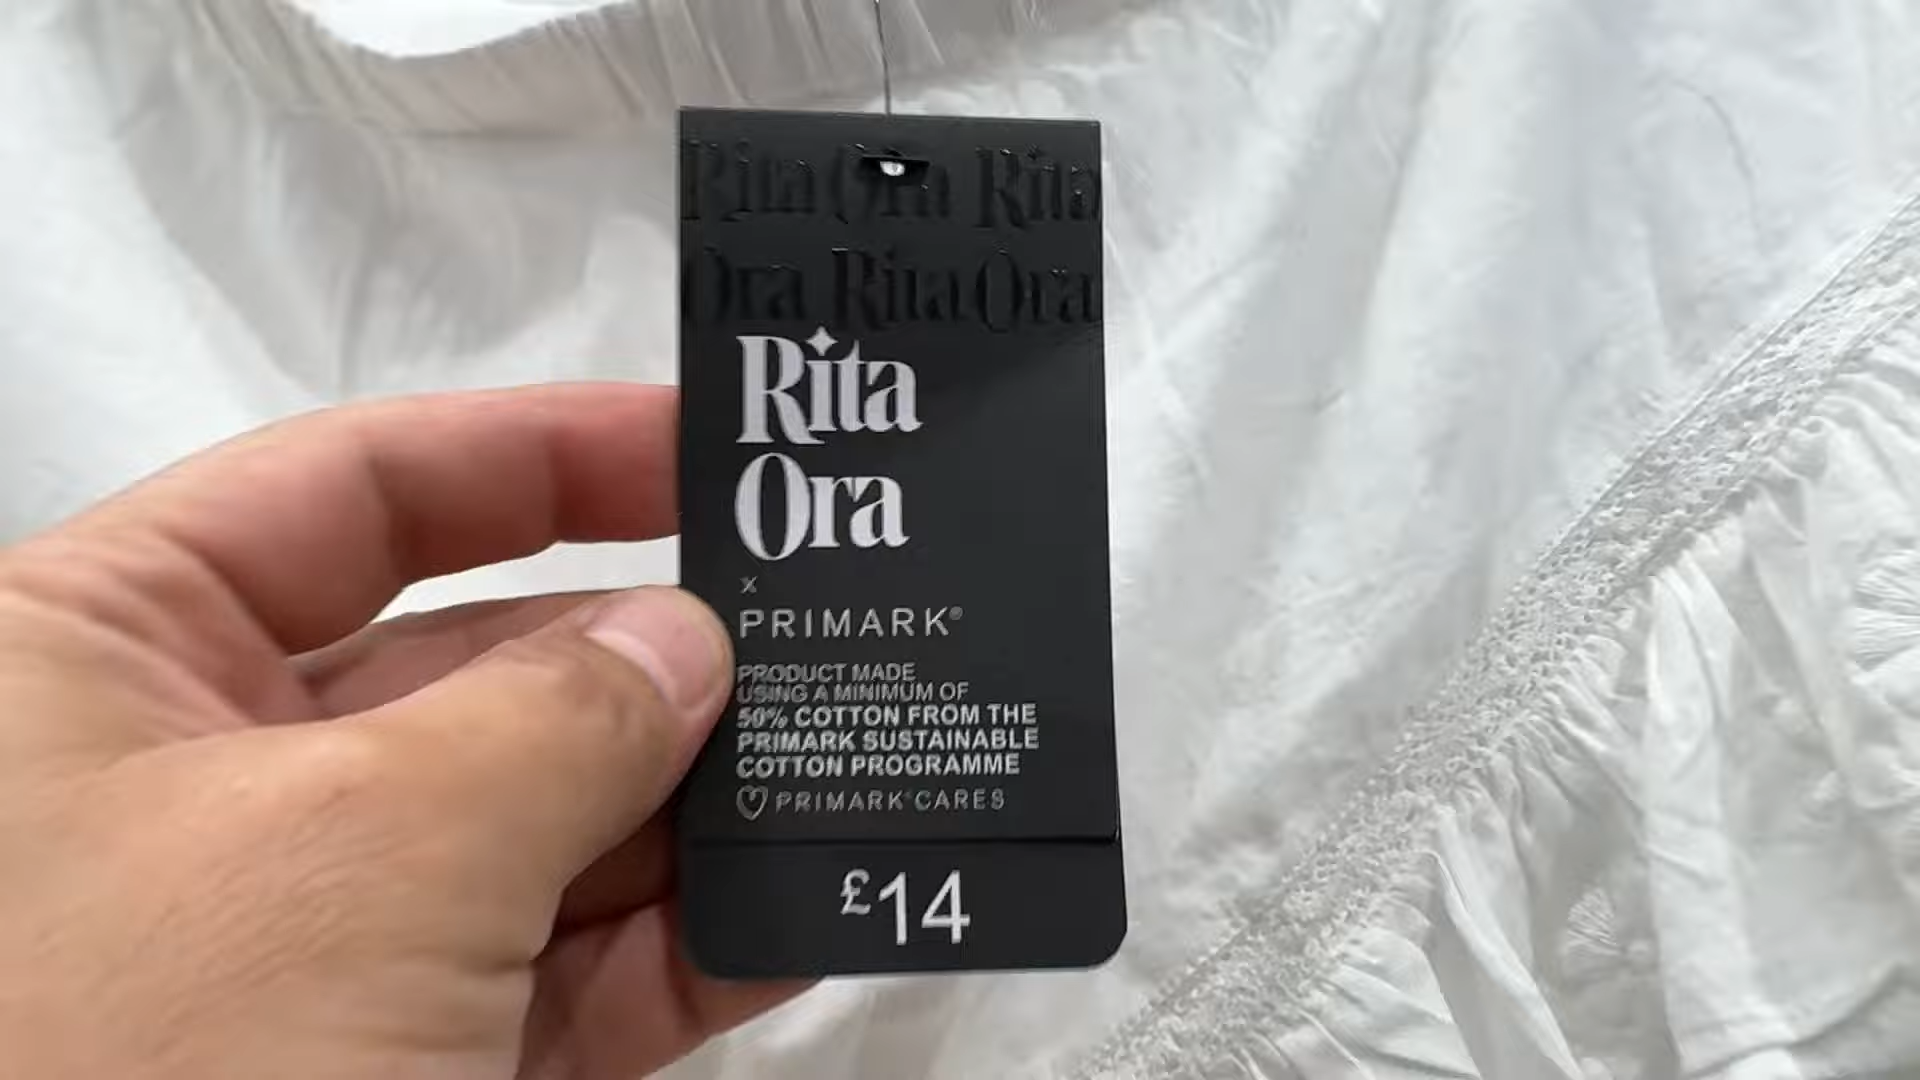 Rita Ora Rita
Ora Rita Ora
Rita
Ora
x
PRIMARK®
PRODUCT MADE
USING A MINIMUM OF
50% COTTON FROM THE
PRIMARK SUSTAINABLE
COTTON PROGRAMME
PRIMARK® CARES
£14